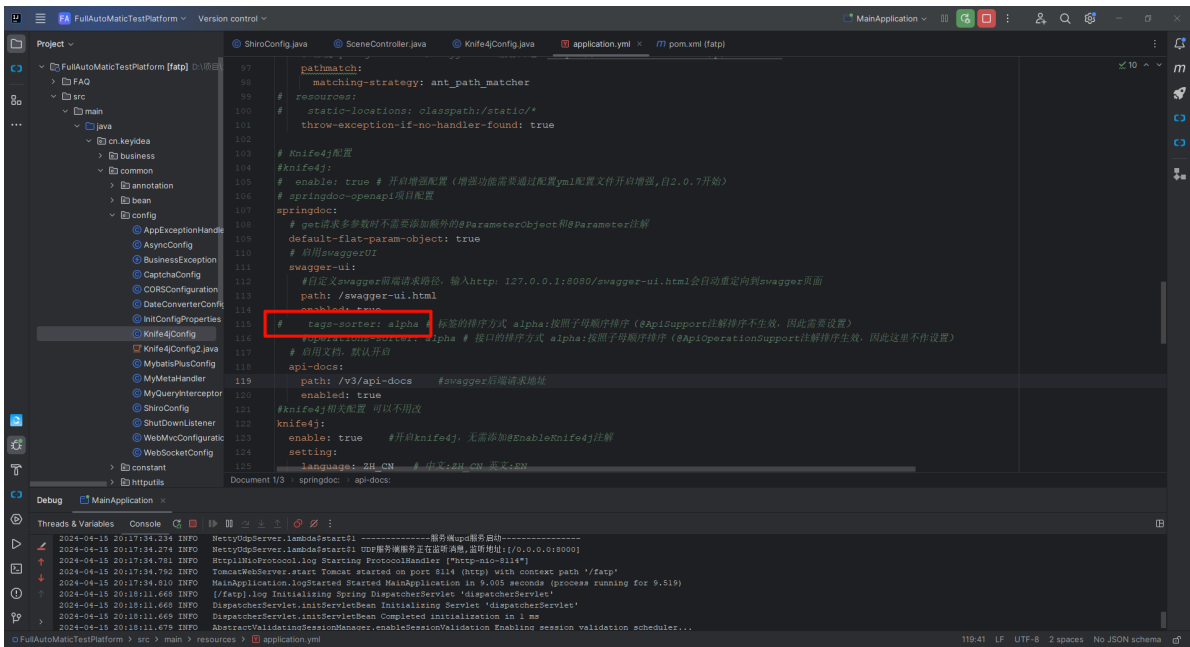 FA FullAutoMaticTestPlatform Version control MainApplication
Project
ShiroConfig.java SceneController.java Knife4jConfig.java application.yml × pom.xml (fatp)
FullAutoMaticTestPlatform [fatp]
FAQ
src
main
java
cn.keyidea
business
common
annotation
bean
config
AppExceptionHandle
AsyncConfig
BusinessException
CaptchaConfig
CORSConfiguration
DateConverterConfig
InitConfigProperties
Knife4jConfig
Knife4jConfig2.java
MybatisPlusConfig
MyMetaHandler
MyQueryInterceptor
ShiroConfig
ShutDownListener
WebMvcConfiguratio
WebSocketConfig
constant
httputils
10
97 pathmatch:
98 matching-strategy: ant_path_matcher
99 # resources:
100 # static-locations: classpath:/static/*
101 throw-exception-if-no-handler-found: true
102
103 # Knife4j配置
104 #knife4j:
105 # enable: true # 开启增强配置（增强功能需要通过配置yml配置文件开启增强,自2.0.7开始）
106 # springdoc-openapi项目配置
107 springdoc:
108 # get请求多参数时不需要添加额外的@ParameterObject和@Parameter注解
109 default-flat-param-object: true
110 # 启用swaggerUI
111 swagger-ui:
112 #自定义swagger前端请求路径，输入http：127.0.0.1:8080/swagger-ui.html会自动重定向到swagger页面
113 path: /swagger-ui.html
114 enabled: true
115 # tags-sorter: alpha # 标签的排序方式 alpha:按照子母顺序排序（@ApiSupport注解排序不生效，因此需要设置）
116 #operations-sorter: alpha # 接口的排序方式 alpha:按照子母顺序排序（@ApiOperationSupport注解排序生效，因此这里不作设置）
117 # 启用文档，默认开启
118 api-docs:
119 path: /v3/api-docs #swagger后端请求地址
120 enabled: true
121 #knife4j相关配置 可以不用改
122 knife4j:
123 enable: true #开启knife4j，无需添加@EnableKnife4j注解
124 setting:
125 language: ZH_CN # 中文:ZH_CN 英文:EN
Document 1/3 › springdoc: › api-docs:
Debug MainApplication ×
Threads & Variables Console
2024-04-15 20:17:34.234 INFO NettyUdpServer.lambda$start$1 ---------------服务端upd服务启动----------------
2024-04-15 20:17:34.274 INFO NettyUdpServer.lambda$start$1 UDP服务端服务正在监听消息,监听地址:[/0.0.0.0:8000]
2024-04-15 20:17:34.781 INFO Http11NioProtocol.log Starting ProtocolHandler ["http-nio-8114"]
2024-04-15 20:17:34.792 INFO TomcatWebServer.start Tomcat started on port 8114 (http) with context path '/fatp'
2024-04-15 20:17:34.810 INFO MainApplication.logStarted Started MainApplication in 9.005 seconds (process running for 9.519)
2024-04-15 20:18:11.668 INFO [/fatp].log Initializing Spring DispatcherServlet 'dispatcherServlet'
2024-04-15 20:18:11.668 INFO DispatcherServlet.initServletBean Initializing Servlet 'dispatcherServlet'
2024-04-15 20:18:11.669 INFO DispatcherServlet.initServletBean Completed initialization in 1 ms
2024-04-15 20:18:11.679 INFO AbstractValidatingSessionManager.enableSessionValidation Enabling session validation scheduler...
FullAutoMaticTestPlatform › src › main › resources › application.yml 119:41 LF UTF-8 2 spaces No JSON schema